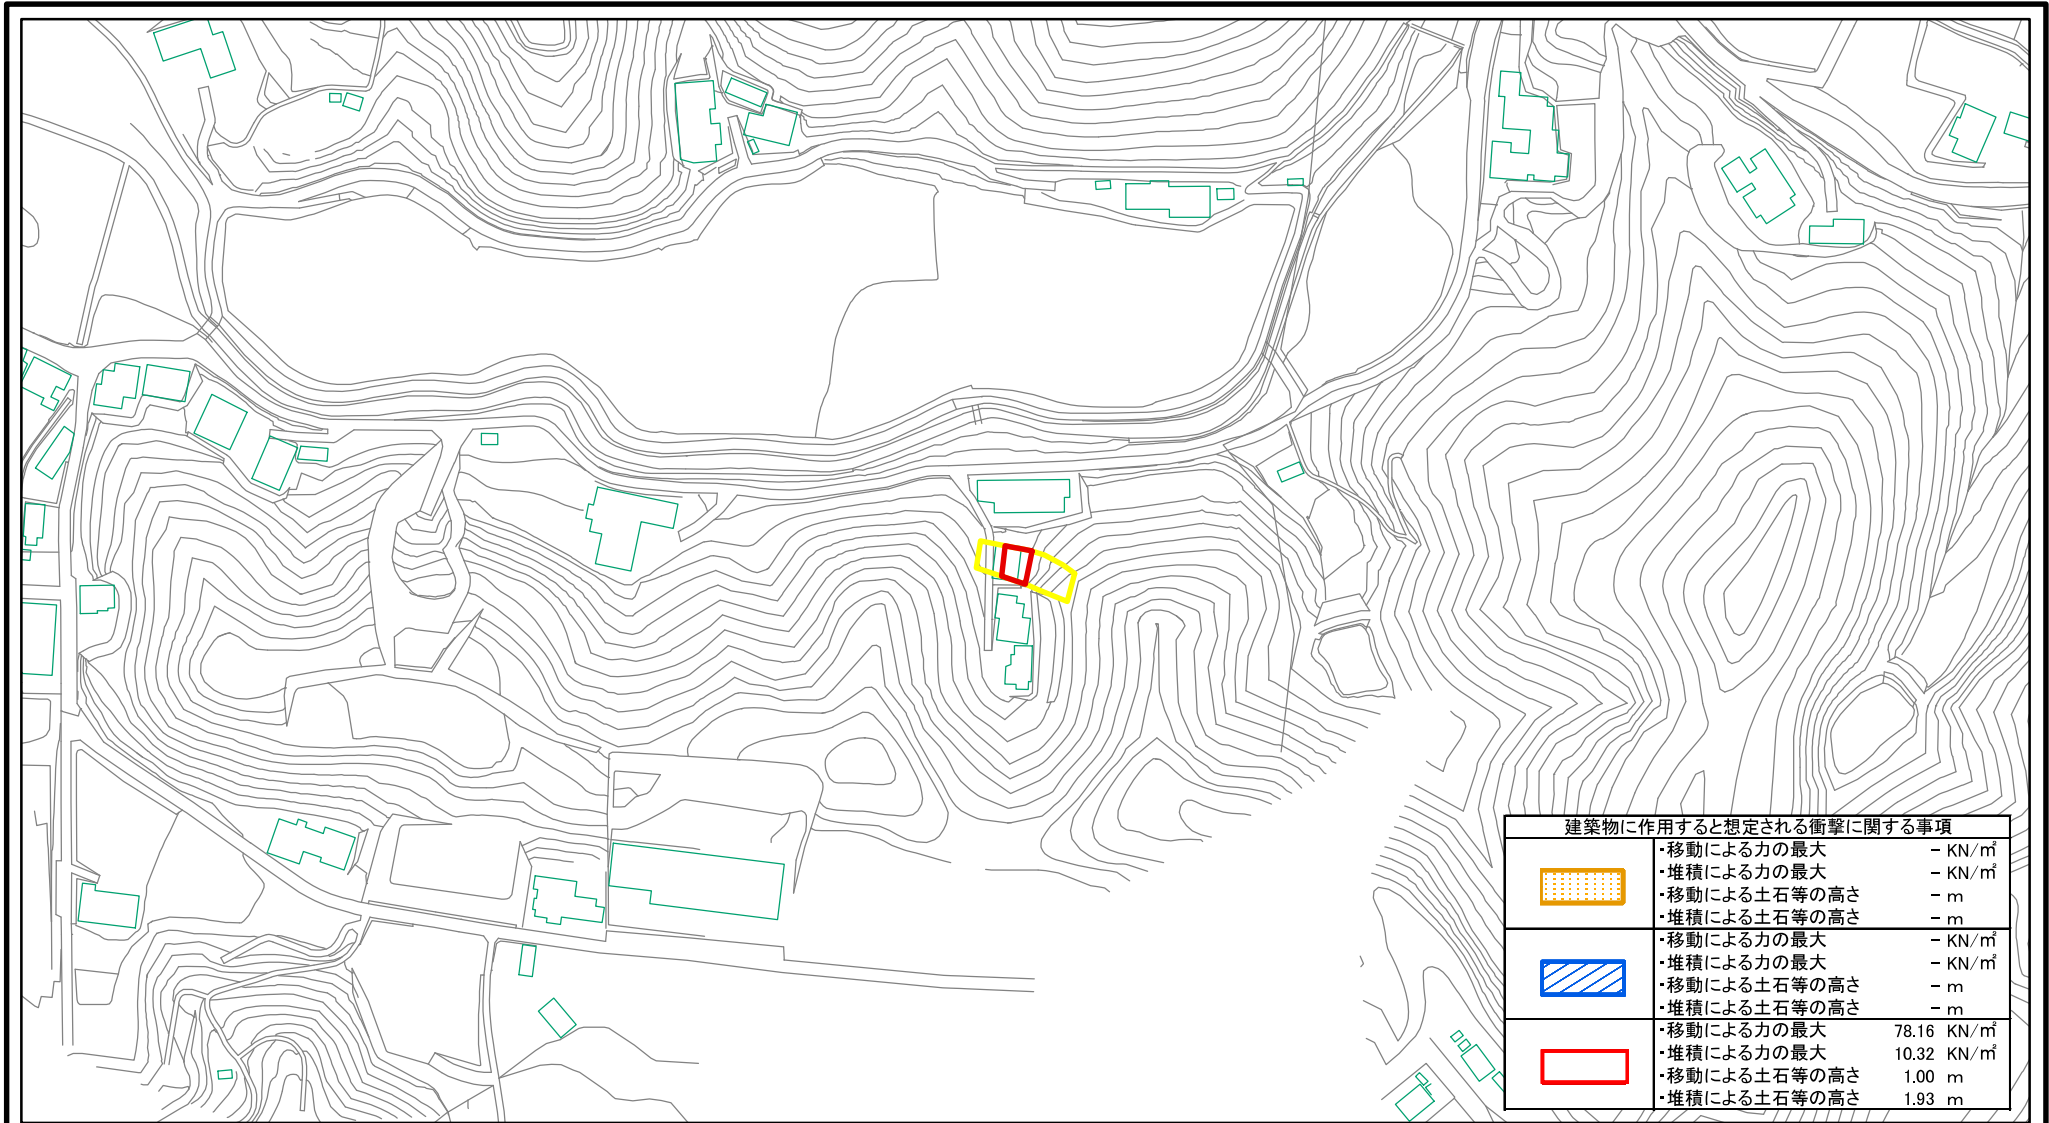 建築物に作用すると想定される衝撃に関する事項
・移動による力の最大 － KN/㎡
・堆積による力の最大 － KN/㎡
・移動による土石等の高さ － m
・堆積による土石等の高さ － m
・移動による力の最大 － KN/㎡
・堆積による力の最大 － KN/㎡
・移動による土石等の高さ － m
・堆積による土石等の高さ － m
・移動による力の最大 78.16 KN/㎡
・堆積による力の最大 10.32 KN/㎡
・移動による土石等の高さ 1.00 m
・堆積による土石等の高さ 1.93 m